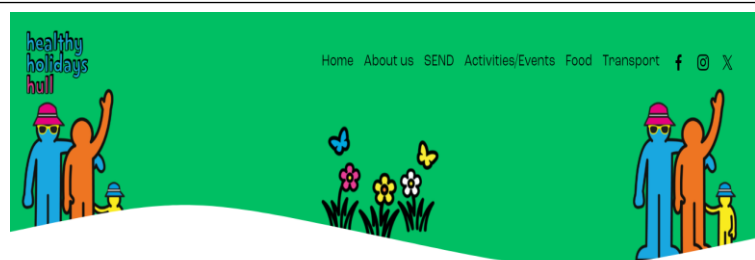 healthy
holidays
hull
Home About us SEND Activities/Events Food Transport